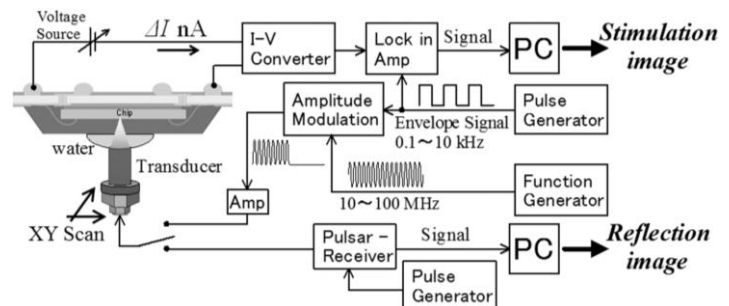 Voltage
Source
ΔI nA
I-V
Converter
Lock in
Amp
Signal
PC
Stimulation
image
Chip
water
Transducer
XY Scan
Amplitude
Modulation
Envelope Signal
0.1～10 kHz
Pulse
Generator
10～100 MHz
Function
Generator
Amp
Pulsar –
Receiver
Signal
PC
Reflection
image
Pulse
Generator